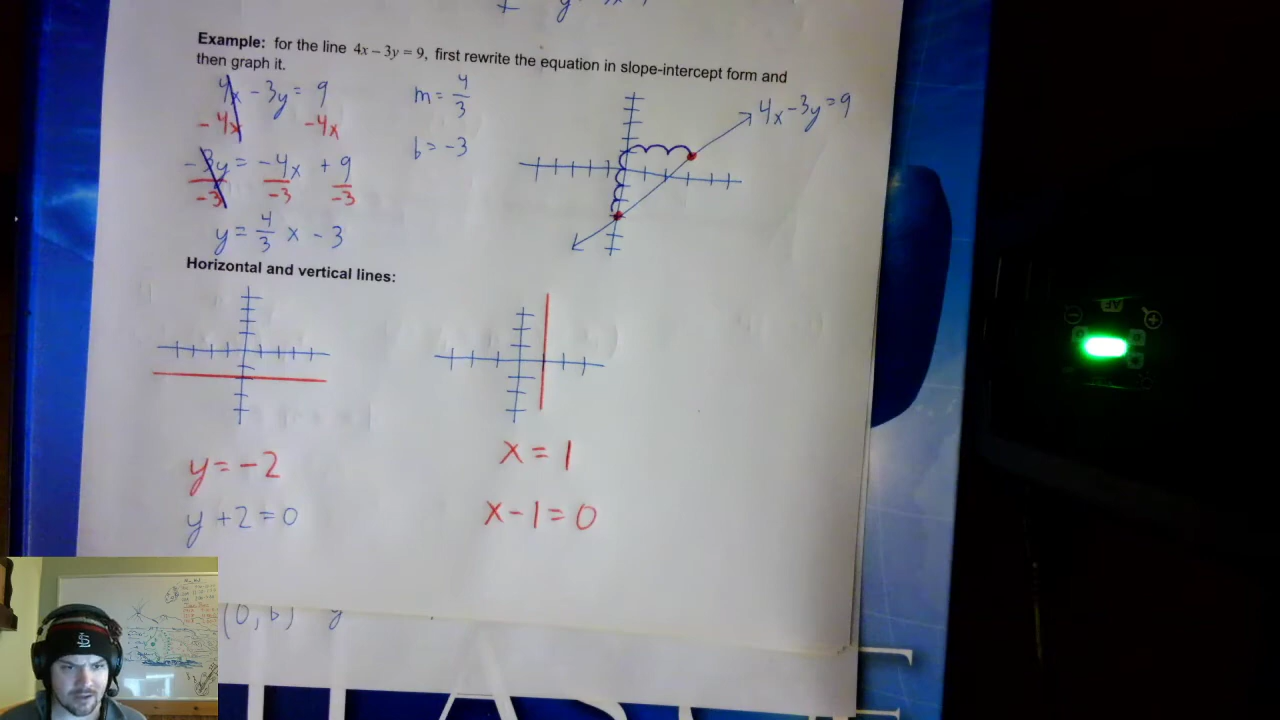 Example: for the line 4x – 3y = 9, first rewrite the equation in slope-intercept form and
then graph it.
4x - 3y = 9
-4x -4x
-3y = -4x + 9
-3 -3 -3
y = 4/3 x - 3
m = 4/3
b = -3
4x-3y=9
Horizontal and vertical lines:
y = -2
y + 2 = 0
x = 1
x - 1 = 0
(0, b) y
AF